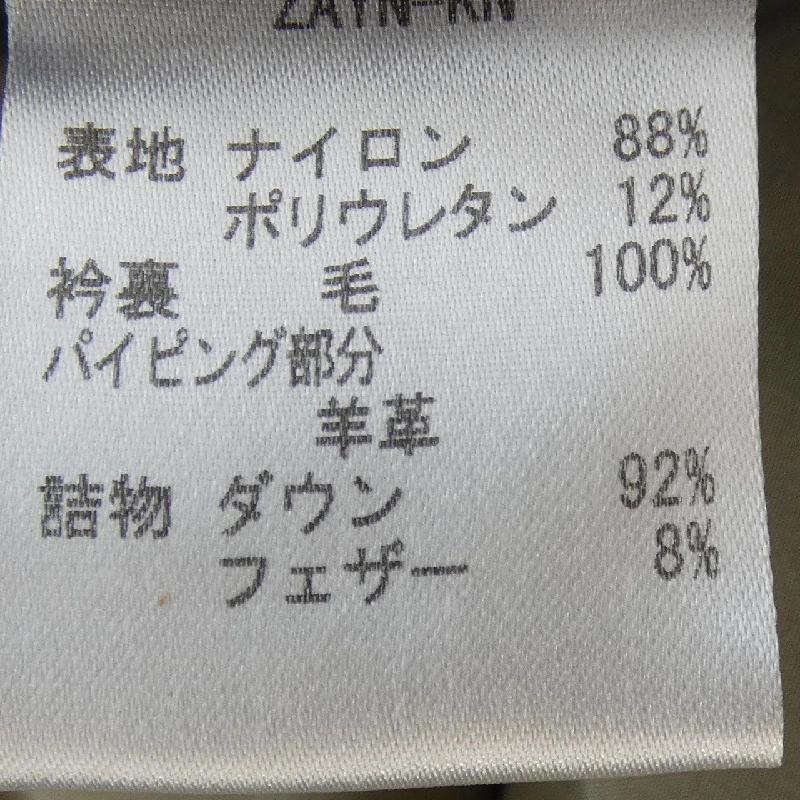 ZAYN-KN
表地 ナイロン 88%
ポリウレタン 12%
衿裏 毛 100%
パイピング部分
羊革
詰物 ダウン 92%
フェザー 8%